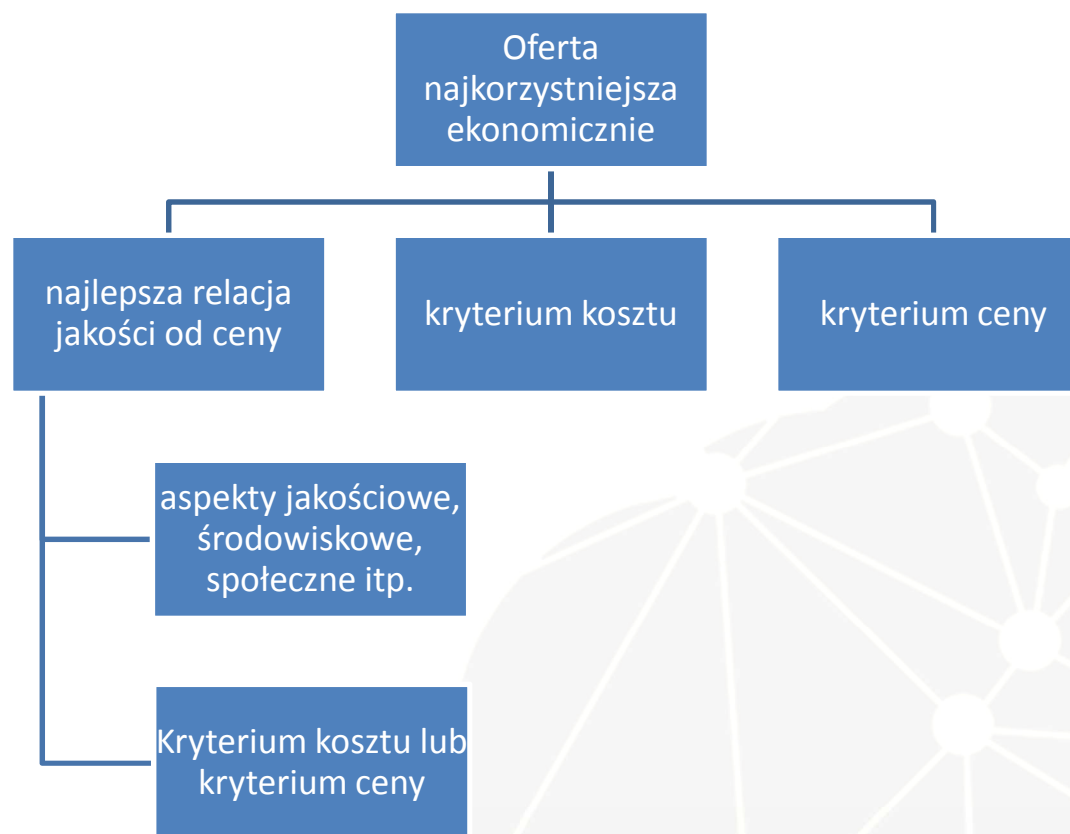 Oferta
najkorzystniejsza
ekonomicznie
najlepsza relacja
jakości od ceny
kryterium kosztu
kryterium ceny
aspekty jakościowe,
środowiskowe,
społeczne itp.
Kryterium kosztu lub
kryterium ceny